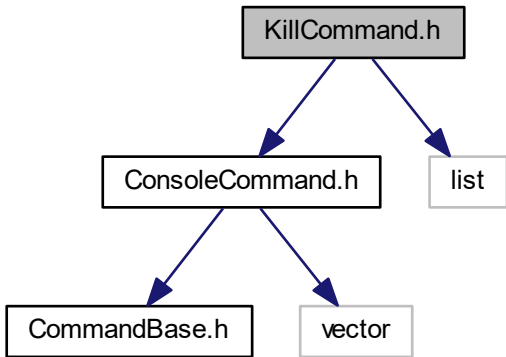 KillCommand.h
ConsoleCommand.h
list
CommandBase.h
vector